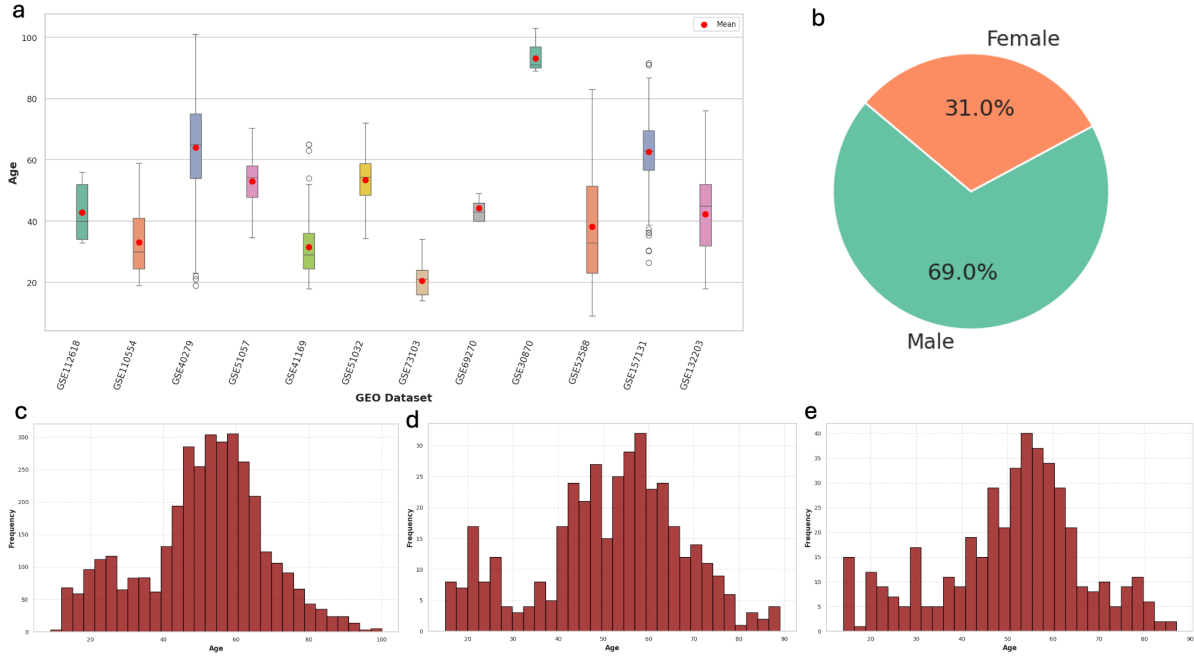 a
Mean
100
80
60
40
20
Age
GSE112618
GSE110554
GSE40279
GSE51057
GSE41169
GSE51032
GSE73103
GSE69270
GSE30870
GSE52588
GSE157131
GSE132203
GEO Dataset
b
Female
31.0%
69.0%
Male
c
300
250
200
150
100
50
0
Frequency
20
40
60
80
100
Age
d
30
25
20
15
10
5
0
Frequency
20
30
40
50
60
70
80
90
Age
e
40
35
30
25
20
15
10
5
0
Frequency
20
30
40
50
60
70
80
90
Age